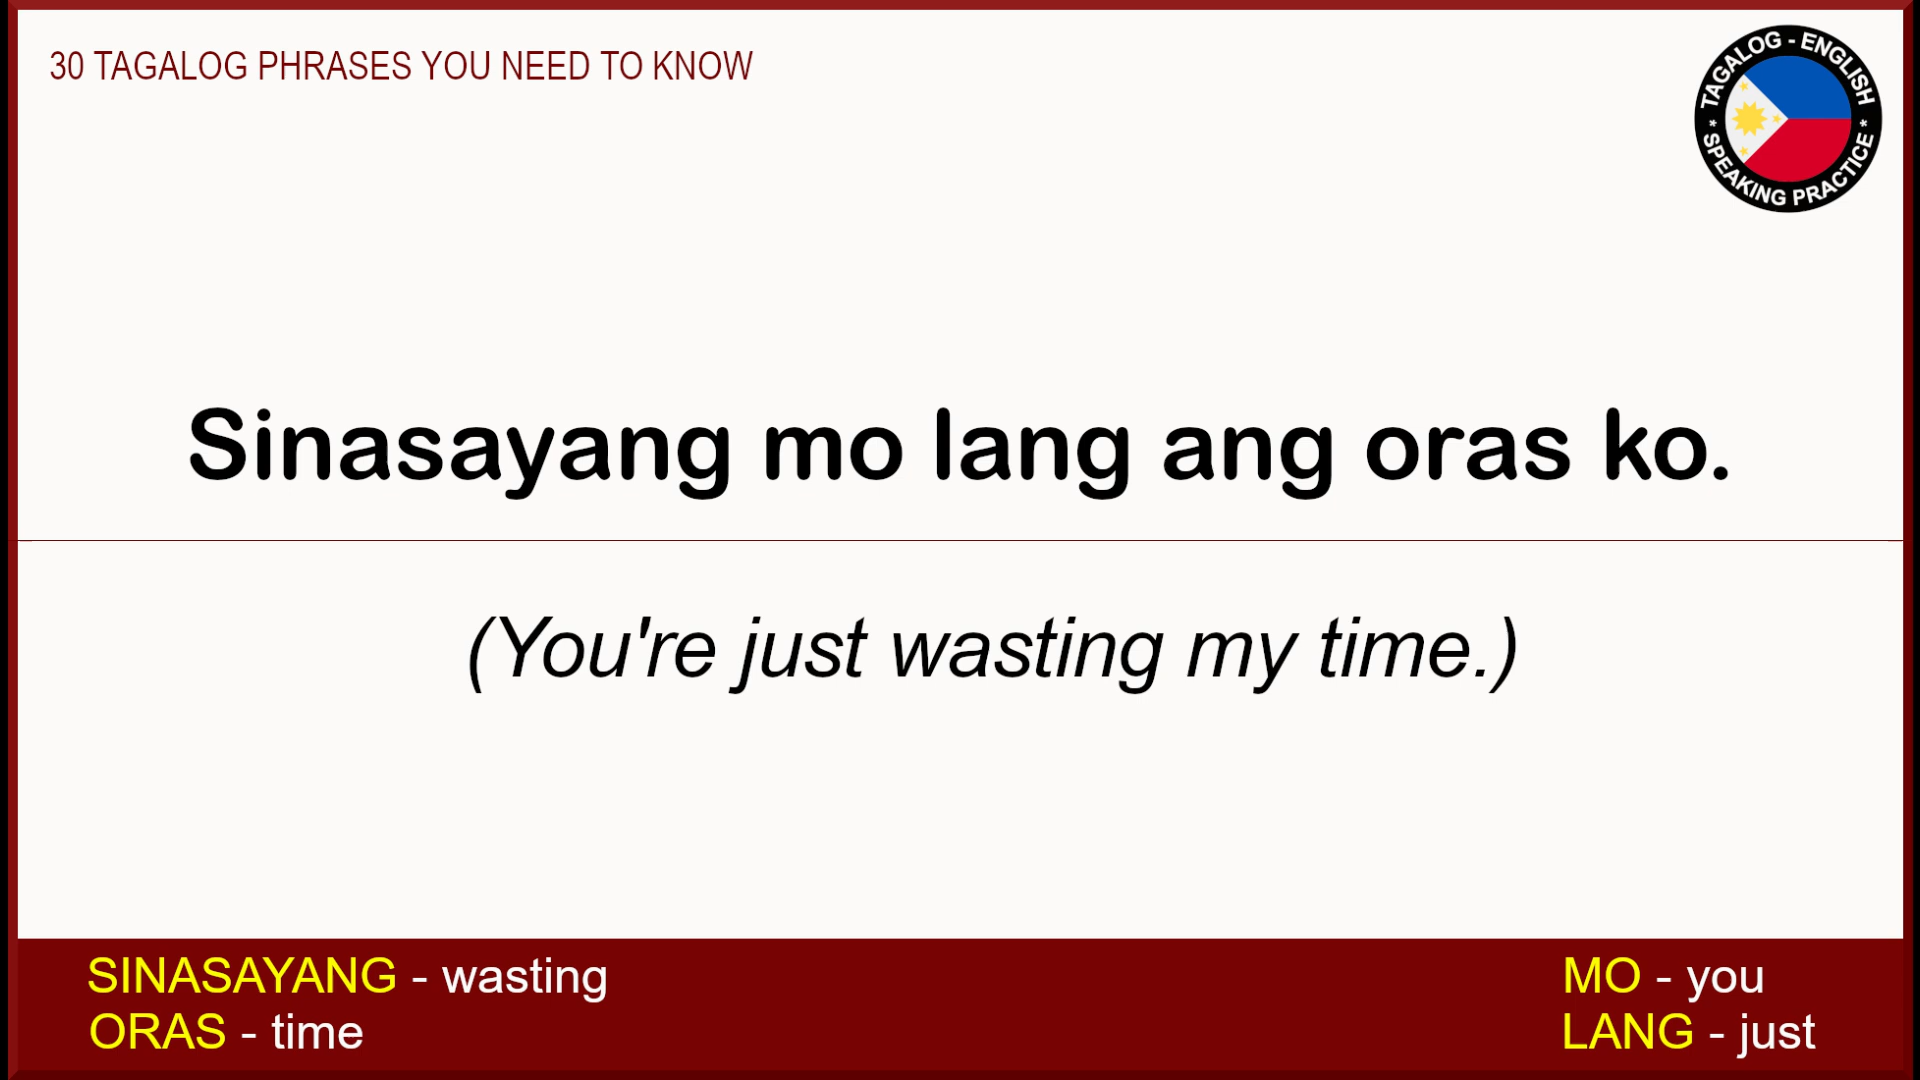 30 TAGALOG PHRASES YOU NEED TO KNOW
TAGALOG - ENGLISH
* SPEAKING PRACTICE *
Sinasayang mo lang ang oras ko.
(You're just wasting my time.)
SINASAYANG - wasting
ORAS - time
MO - you
LANG - just